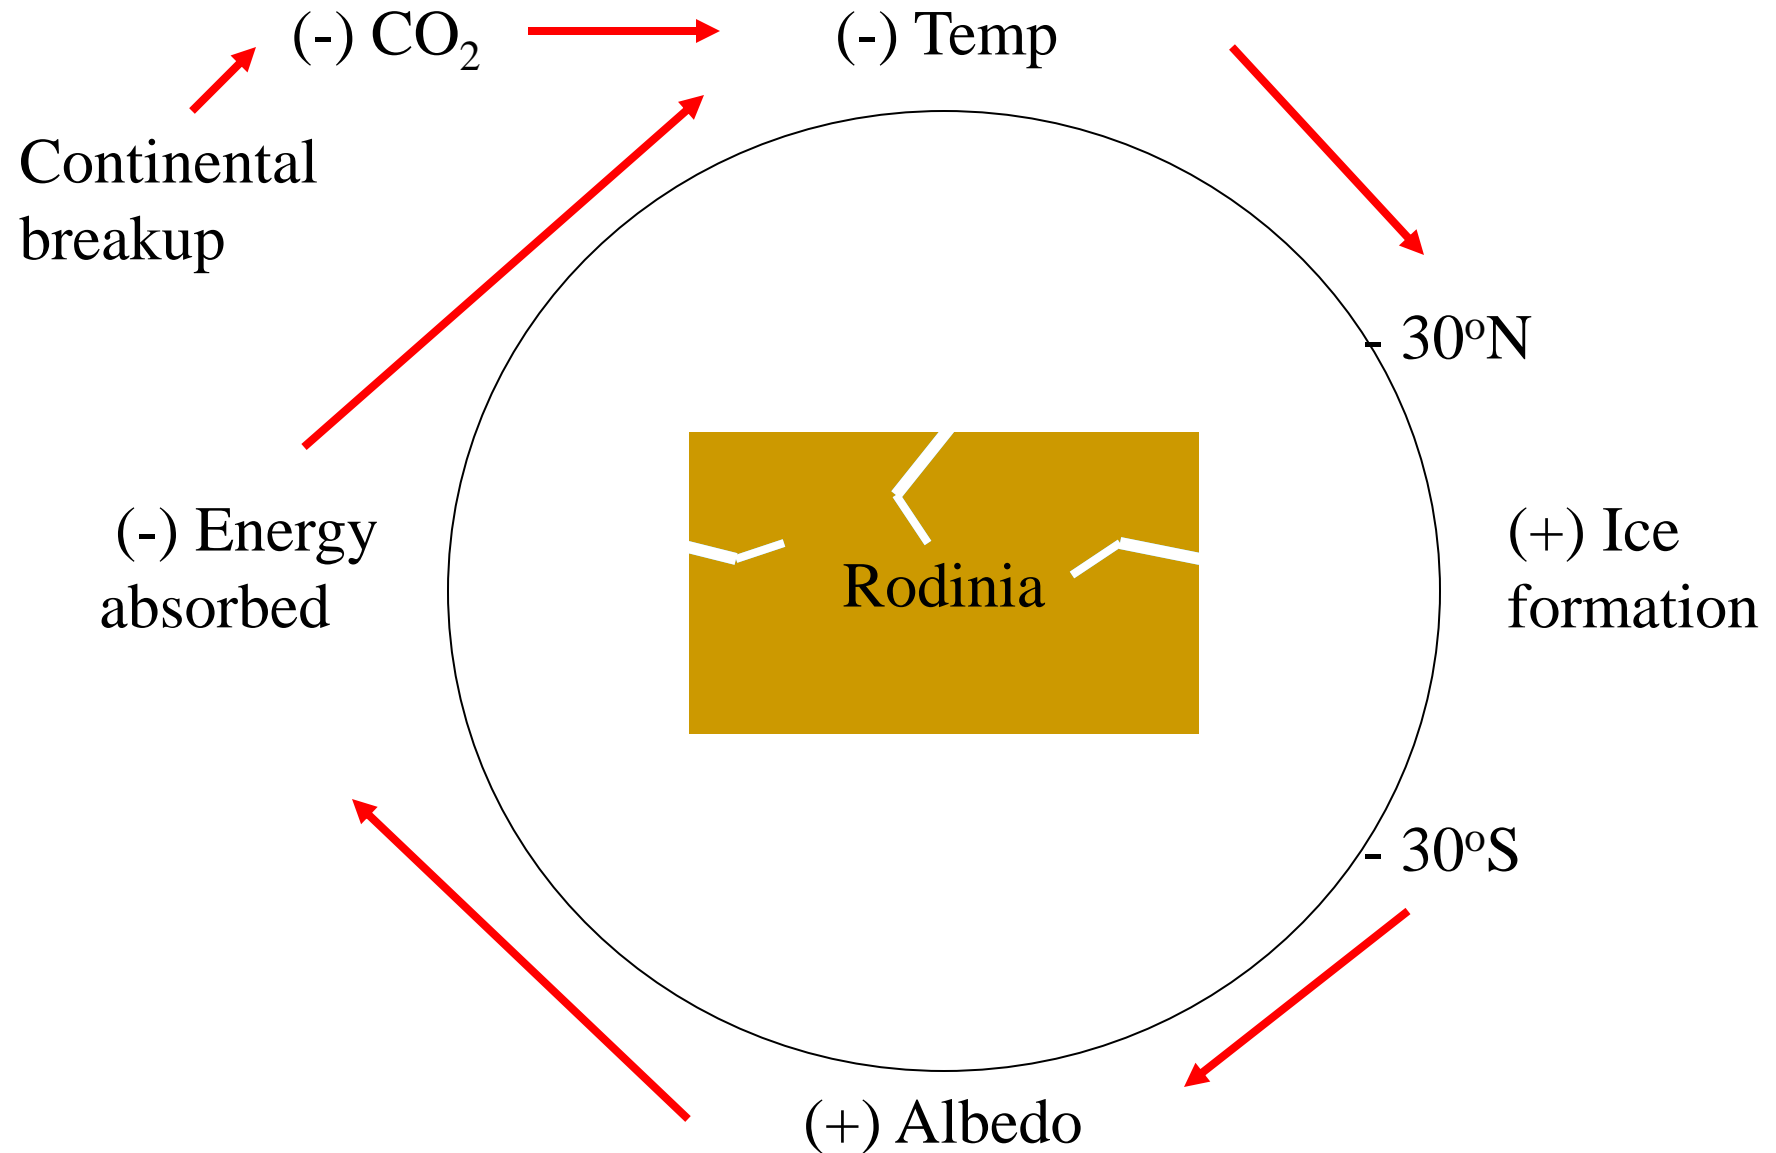 (-) CO₂
(-) Temp
Continental
breakup
- 30ᵒN
(-) Energy
absorbed
Rodinia
(+) Ice
formation
- 30ᵒS
(+) Albedo